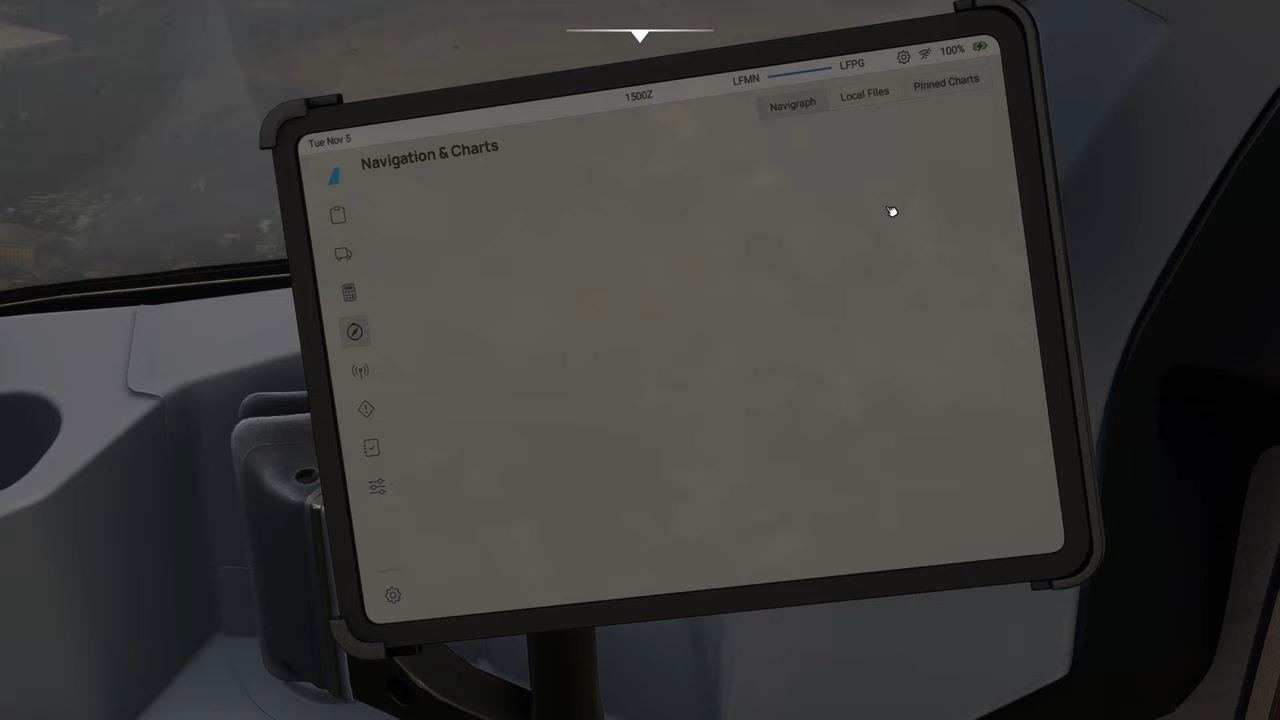 Tue Nov 5
1500Z
LFMN
LFPG
100%
Navigation & Charts
Navigraph
Local Files
Pinned Charts